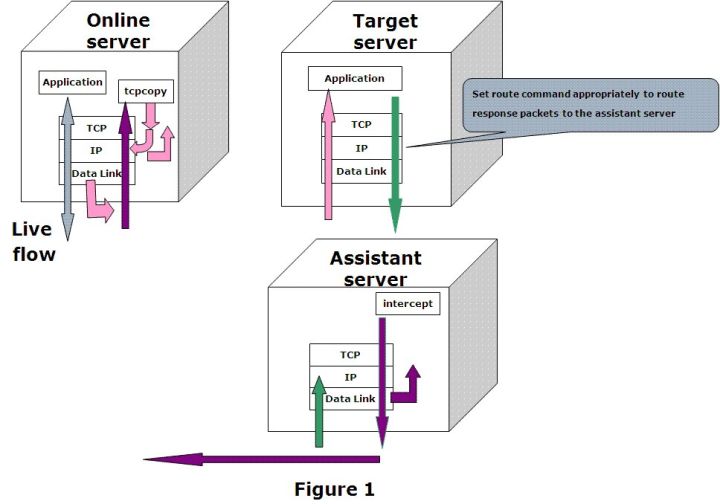 Online
server
Application
tcpcopy
TCP
IP
Data Link
Live
flow
Target
server
Application
TCP
IP
Data Link
Set route command appropriately to route
response packets to the assistant server
Assistant
server
intercept
TCP
IP
Data Link
Figure 1